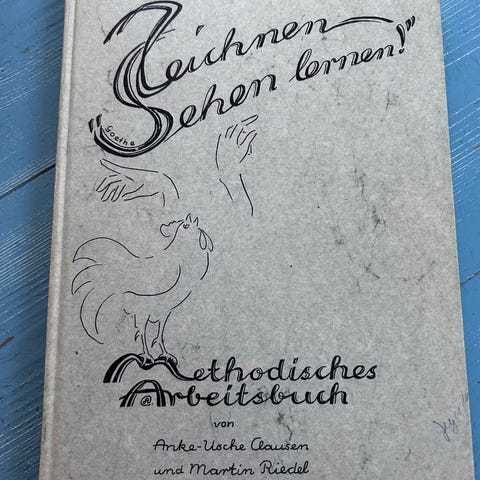 Zeichnen
„Sehen lernen!"
Goethe
Methodisches
Arbeitsbuch
von
Anke-Usche Clausen
und Martin Riedel